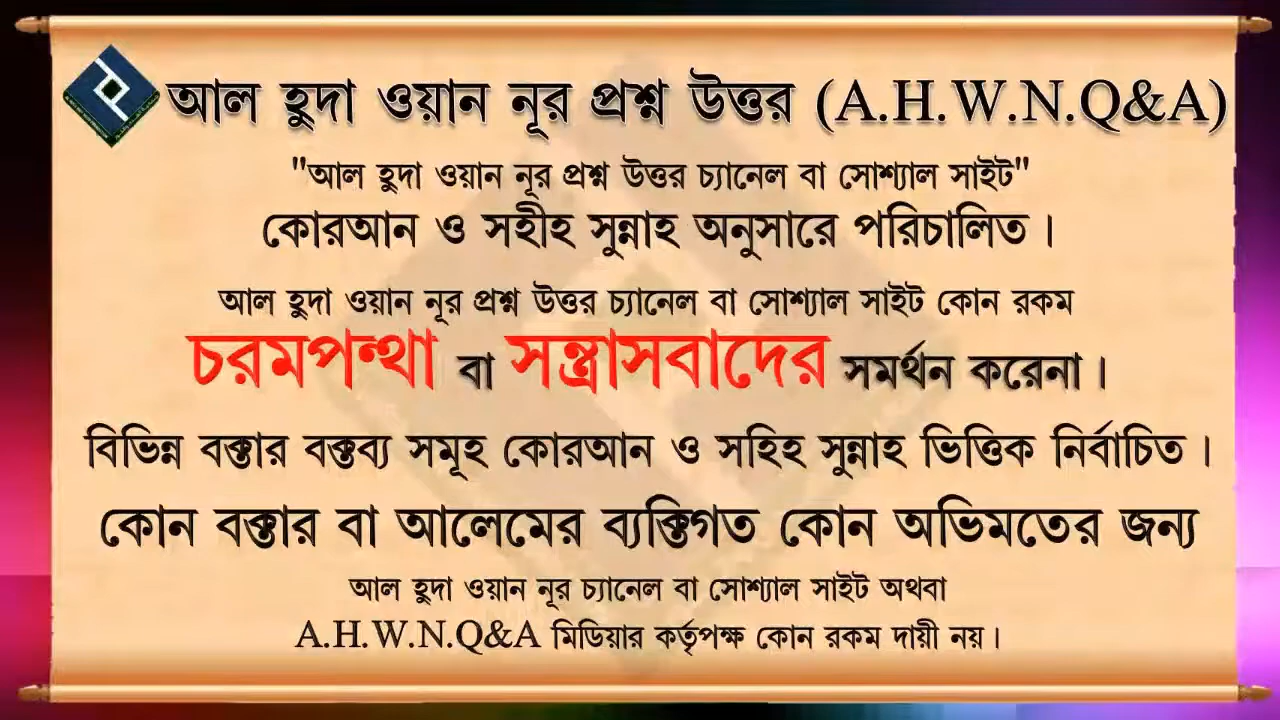 আল হুদা ওয়ান নূর প্রশ্ন উত্তর (A.H.W.N.Q&A)
"আল হুদা ওয়ান নূর প্রশ্ন উত্তর চ্যানেল বা সোশ্যাল সাইট"
কোরআন ও সহীহ সুন্নাহ অনুসারে পরিচালিত।
আল হুদা ওয়ান নূর প্রশ্ন উত্তর চ্যানেল বা সোশ্যাল সাইট কোন রকম
চরমপন্থা বা সন্ত্রাসবাদের সমর্থন করেনা।
বিভিন্ন বক্তার বক্তব্য সমূহ কোরআন ও সহিহ সুন্নাহ ভিত্তিক নির্বাচিত।
কোন বক্তার বা আলেমের ব্যক্তিগত কোন অভিমতের জন্য
আল হুদা ওয়ান নূর চ্যানেল বা সোশ্যাল সাইট অথবা
A.H.W.N.Q&A মিডিয়ার কর্তৃপক্ষ কোন রকম দায়ী নয়।